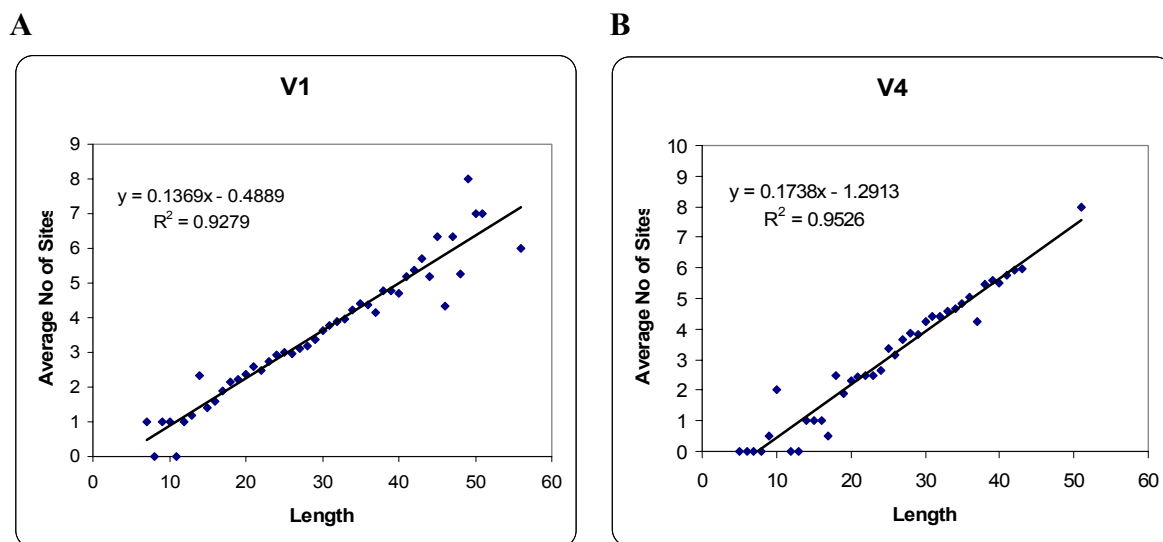 A
B
V1
V4
9
8
7
6
5
4
3
2
1
0
Average No of Sites
y = 0.1369x - 0.4889
R² = 0.9279
0 10 20 30 40 50 60
Length
10
9
8
7
6
5
4
3
2
1
0
Average No of Sites
y = 0.1738x - 1.2913
R² = 0.9526
0 10 20 30 40 50 60
Length